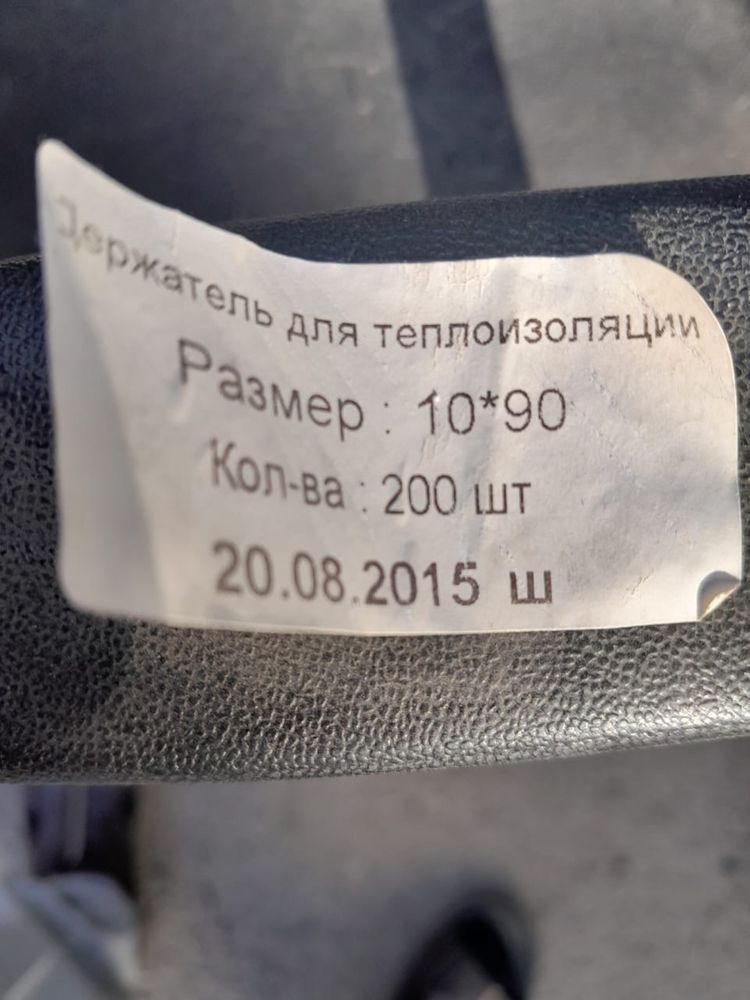 Держатель для теплоизоляции
Размер : 10*90
Кол-ва : 200 шт
20.08.2015 ш